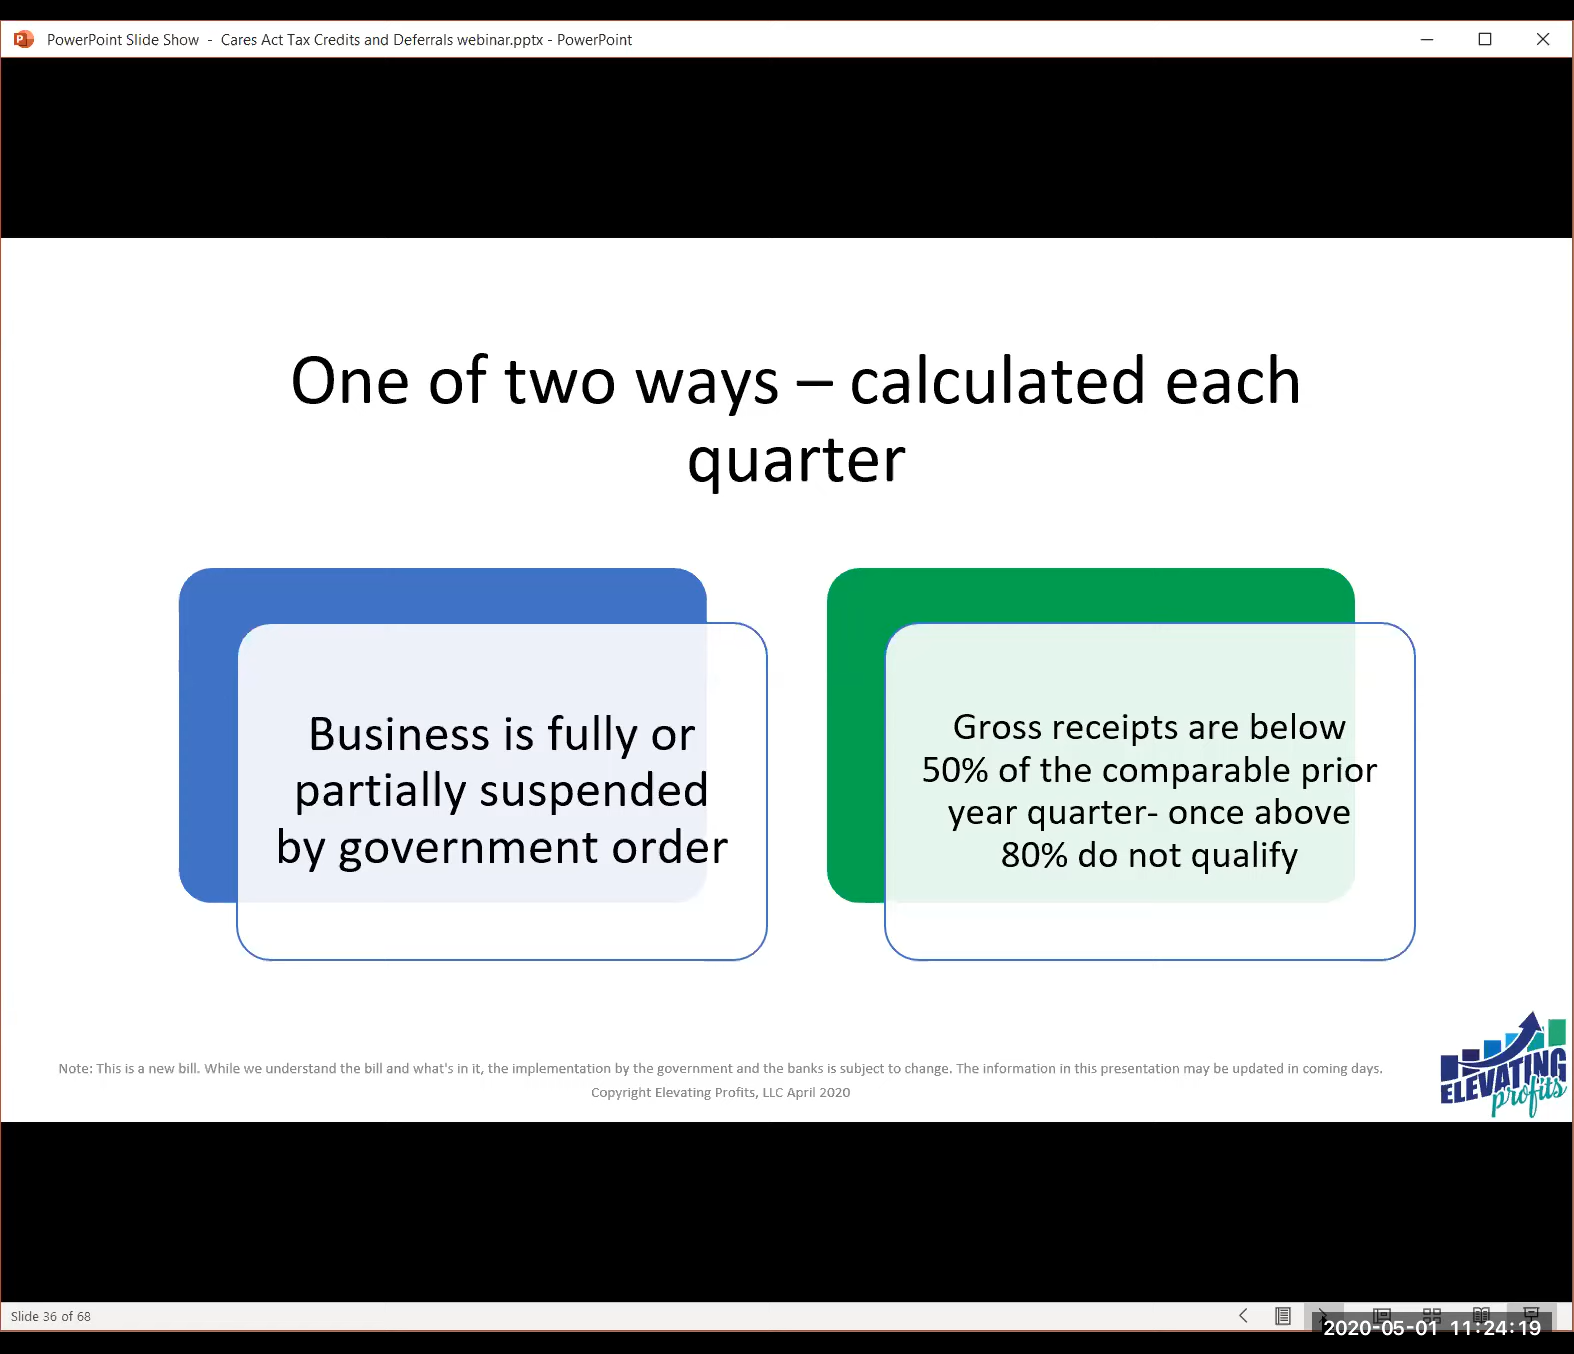 PowerPoint Slide Show - Cares Act Tax Credits and Deferrals webinar.pptx - PowerPoint
One of two ways – calculated each
quarter
Business is fully or
partially suspended
by government order
Gross receipts are below
50% of the comparable prior
year quarter- once above
80% do not qualify
Note: This is a new bill. While we understand the bill and what's in it, the implementation by the government and the banks is subject to change. The information in this presentation may be updated in coming days.
Copyright Elevating Profits, LLC April 2020
ELEVATING
profits
Slide 36 of 68
2020-05-01 11:24:19